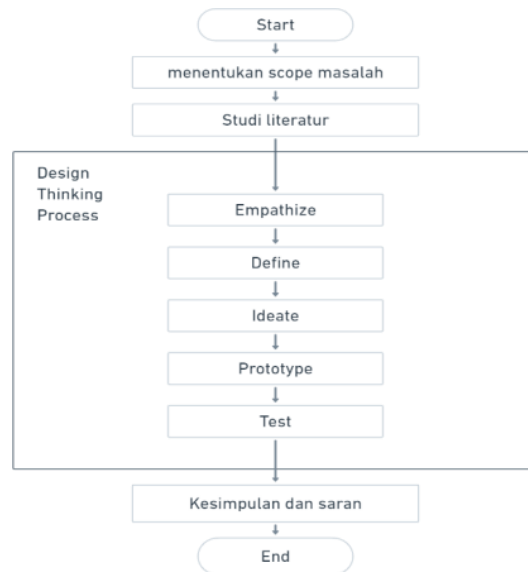 Start
menentukan scope masalah
Studi literatur
Design
Thinking
Process
Empathize
Define
Ideate
Prototype
Test
Kesimpulan dan saran
End